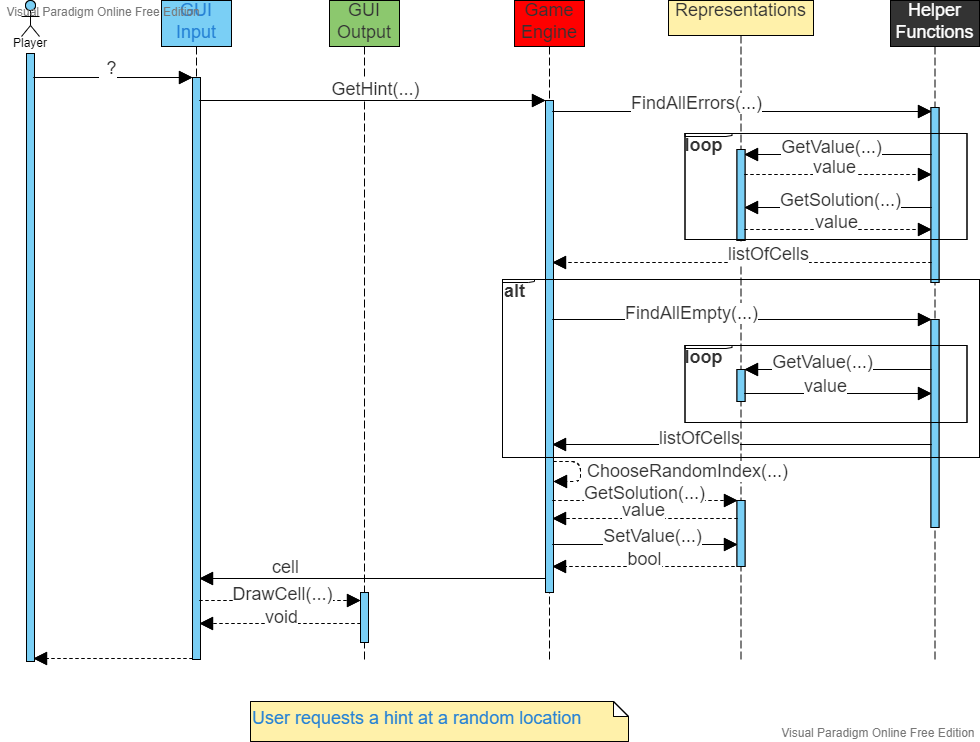 Visual Paradigm Online Free Edition
Player
GUI
Input
GUI
Output
Game
Engine
Representations
Helper
Functions
?
GetHint(...)
FindAllErrors(...)
loop
GetValue(...)
value
GetSolution(...)
value
listOfCells
alt
FindAllEmpty(...)
loop
GetValue(...)
value
listOfCells
ChooseRandomIndex(...)
GetSolution(...)
value
SetValue(...)
bool
cell
DrawCell(...)
void
User requests a hint at a random location
Visual Paradigm Online Free Edition